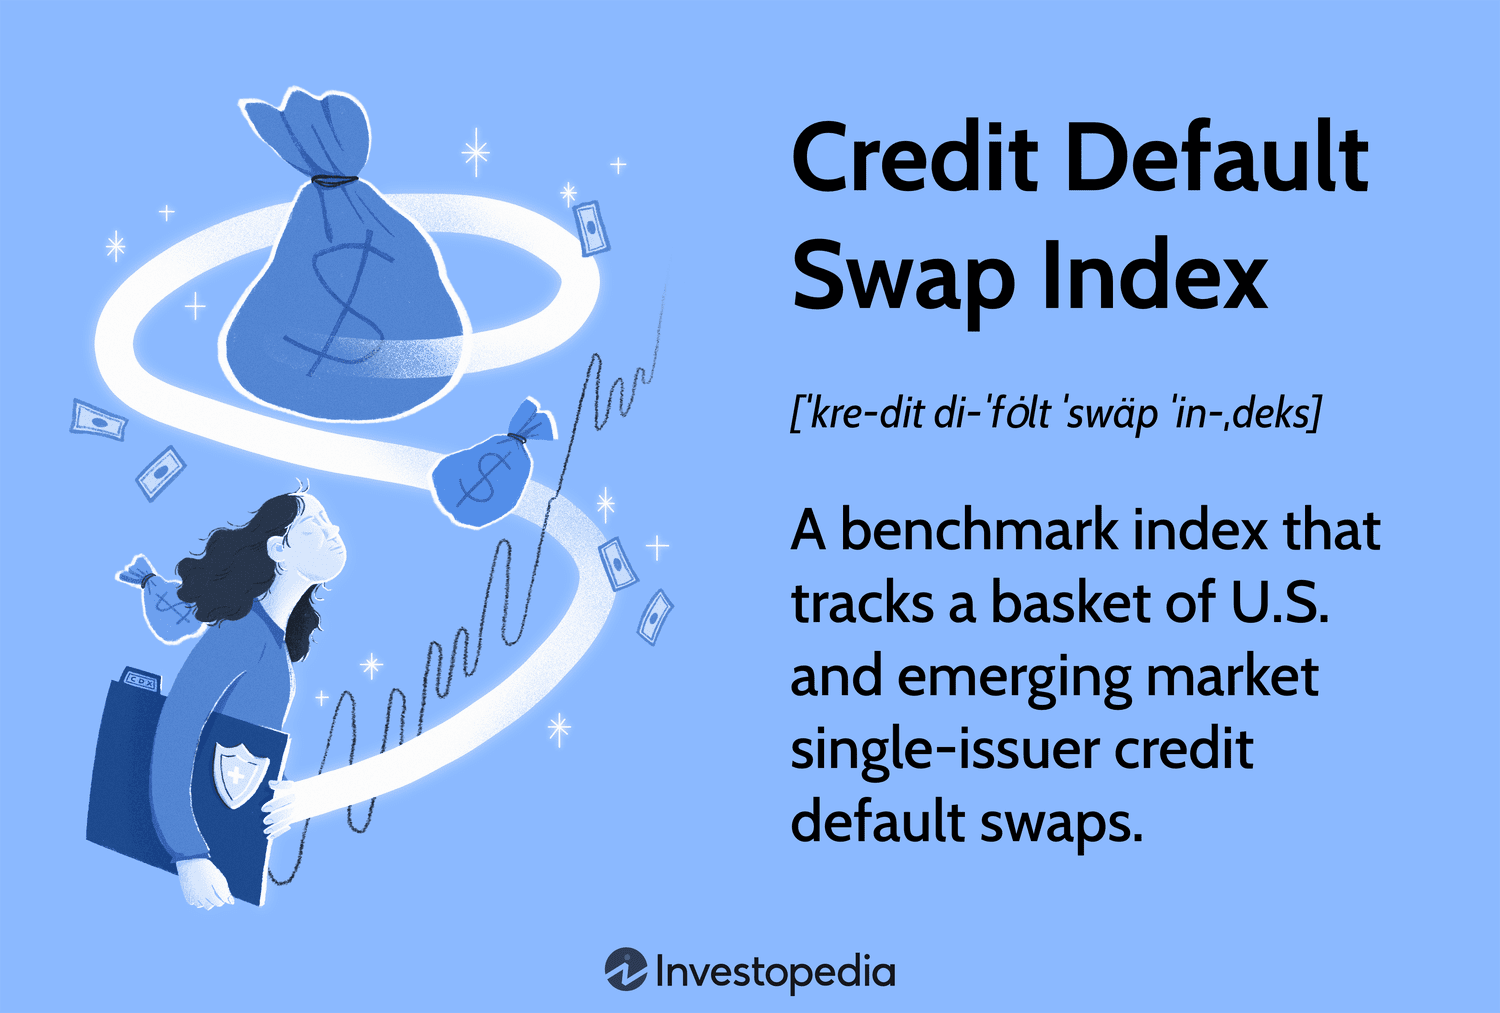 Credit Default
Swap Index
[ˈkre-dit di-ˈfȯlt ˈswäp ˈin-ˌdeks]
A benchmark index that
tracks a basket of U.S.
and emerging market
single-issuer credit
default swaps.
$
$
$
CDX
Investopedia